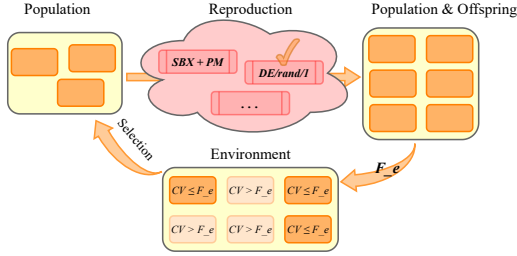 Population
Reproduction
Population & Offspring
SBX + PM
DE/rand/1
...
Selection
Environment
F_e
CV ≤ F_e
CV > F_e
CV ≤ F_e
CV > F_e
CV > F_e
CV ≤ F_e